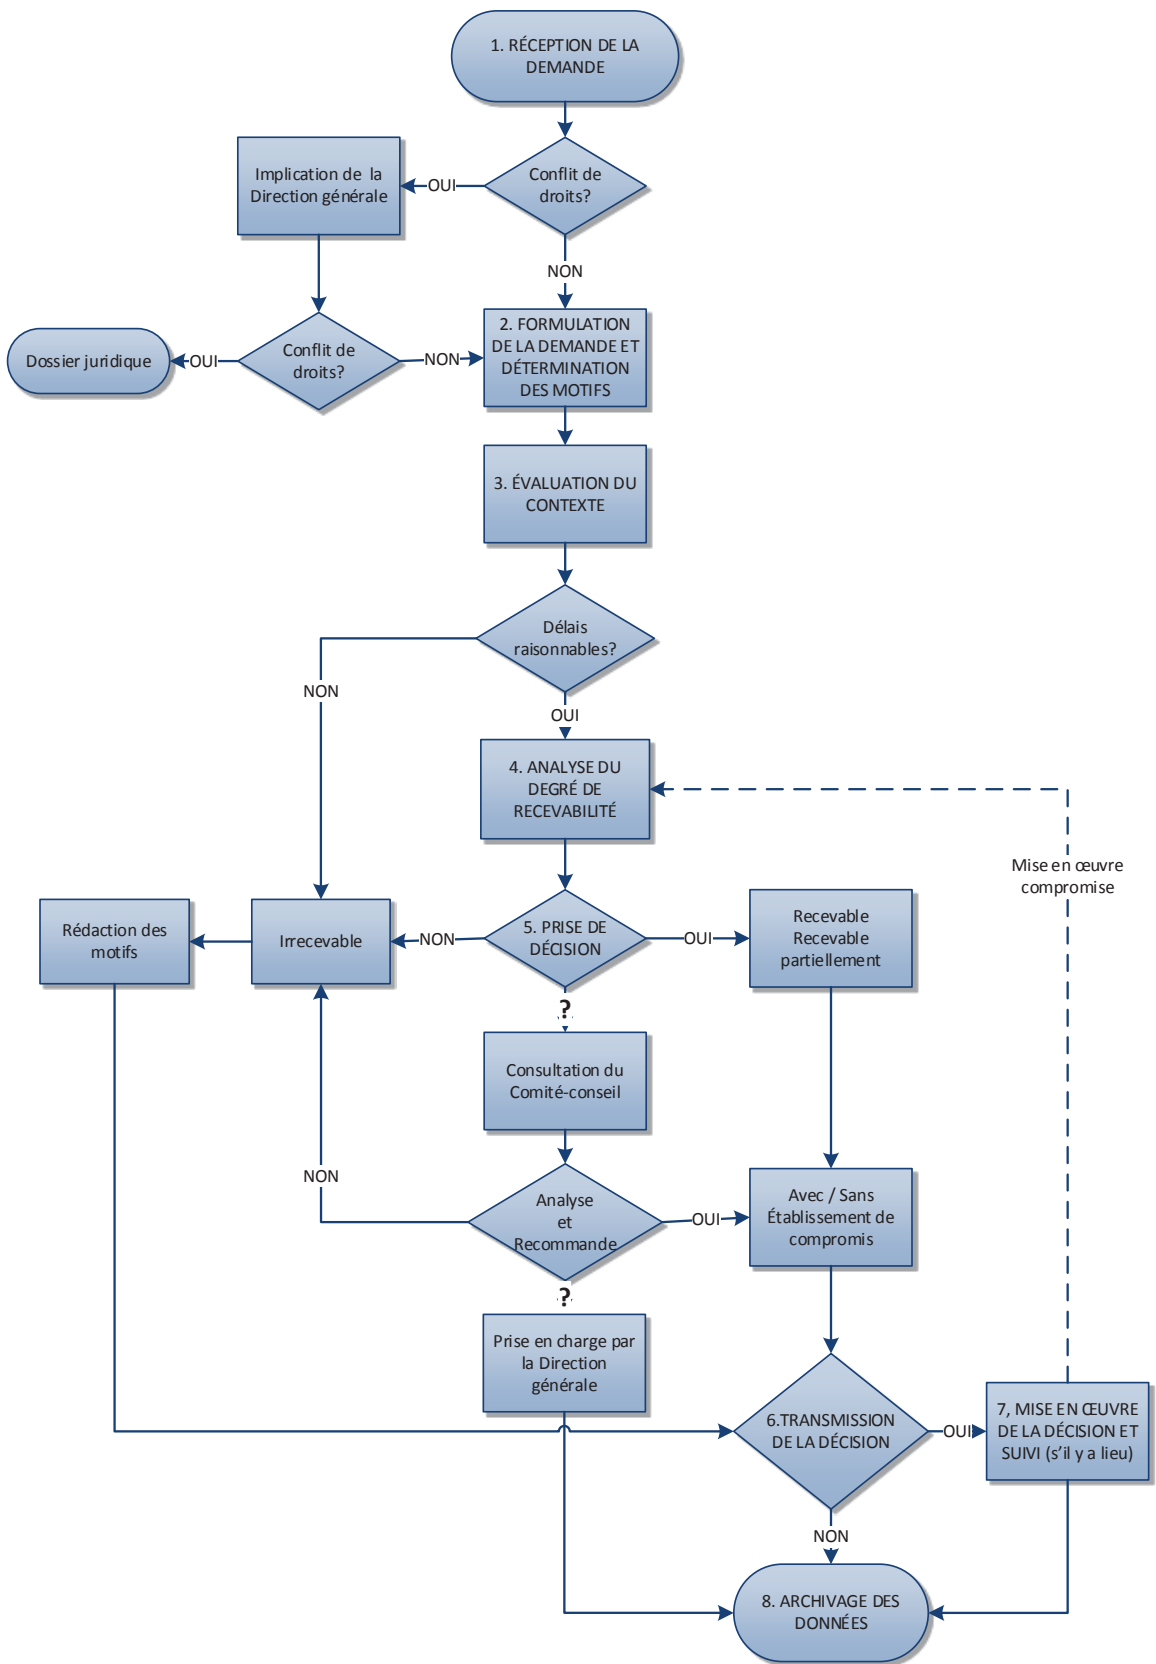 1. RÉCEPTION DE LA
DEMANDE
Implication de la
Direction générale
OUI
Conflit de
droits?
NON
Dossier juridique
OUI
Conflit de
droits?
NON
2. FORMULATION
DE LA DEMANDE ET
DÉTERMINATION
DES MOTIFS
3. ÉVALUATION DU
CONTEXTE
Délais
raisonnables?
NON
OUI
4. ANALYSE DU
DEGRÉ DE
RECEVABILITÉ
Mise en œuvre
compromise
Rédaction des
motifs
Irrecevable
NON
5. PRISE DE
DÉCISION
OUI
Recevable
Recevable
partiellement
?
Consultation du
Comité-conseil
NON
Analyse
et
Recommande
OUI
Avec / Sans
Établissement de
compromis
?
Prise en charge par
la Direction
générale
6.TRANSMISSION
DE LA DÉCISION
OUI
7, MISE EN ŒUVRE
DE LA DÉCISION ET
SUIVI (s'il y a lieu)
NON
8. ARCHIVAGE DES
DONNÉES